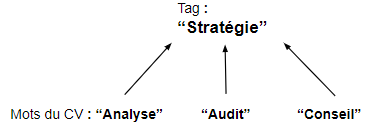 Tag :
“Stratégie”
Mots du CV : “Analyse” “Audit” “Conseil”